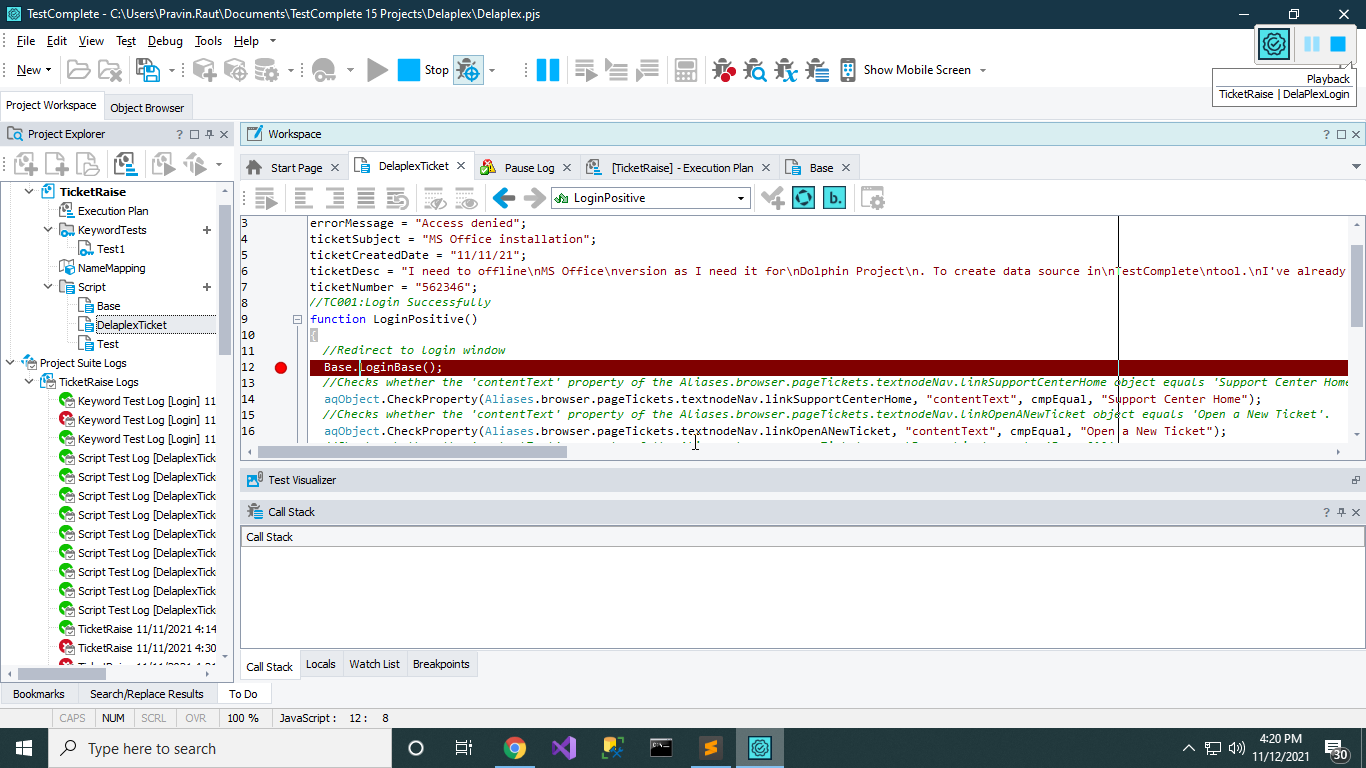 TestComplete - C:\Users\Pravin.Raut\Documents\TestComplete 15 Projects\Delaplex\Delaplex.pjs
File Edit View Test Debug Tools Help
New Stop Show Mobile Screen
Playback
TicketRaise | DelaPlexLogin
Project Workspace Object Browser
Project Explorer ?
Workspace ?
Start Page DelaplexTicket Pause Log [TicketRaise] - Execution Plan Base
LoginPositive b.
TicketRaise
Execution Plan
KeywordTests
Test1
NameMapping
Script
Base
DelaplexTicket
Test
Project Suite Logs
TicketRaise Logs
Keyword Test Log [Login] 11
Keyword Test Log [Login] 11
Keyword Test Log [Login] 11
Script Test Log [DelaplexTick
Script Test Log [DelaplexTick
Script Test Log [DelaplexTick
Script Test Log [DelaplexTick
Script Test Log [DelaplexTick
Script Test Log [DelaplexTick
Script Test Log [DelaplexTick
Script Test Log [DelaplexTick
Script Test Log [DelaplexTick
TicketRaise 11/11/2021 4:14
TicketRaise 11/11/2021 4:30
3 errorMessage = "Access denied";
4 ticketSubject = "MS Office installation";
5 ticketCreatedDate = "11/11/21";
6 ticketDesc = "I need to offline\nMS Office\nversion as I need it for\nDolphin Project\n. To create data source in\nTestComplete\ntool.\nI've already
7 ticketNumber = "562346";
8 //TC001:Login Successfully
9 function LoginPositive()
10 {
11 //Redirect to login window
12 Base.LoginBase();
13 //Checks whether the 'contentText' property of the Aliases.browser.pageTickets.textnodeNav.linkSupportCenterHome object equals 'Support Center Home
14 aqObject.CheckProperty(Aliases.browser.pageTickets.textnodeNav.linkSupportCenterHome, "contentText", cmpEqual, "Support Center Home");
15 //Checks whether the 'contentText' property of the Aliases.browser.pageTickets.textnodeNav.linkOpenANewTicket object equals 'Open a New Ticket'.
16 aqObject.CheckProperty(Aliases.browser.pageTickets.textnodeNav.linkOpenANewTicket, "contentText", cmpEqual, "Open a New Ticket");
Test Visualizer
Call Stack ?
Call Stack
Call Stack Locals Watch List Breakpoints
Bookmarks Search/Replace Results To Do
CAPS NUM SCRL OVR 100 % JavaScript : 12 : 8
Type here to search
4:20 PM
11/12/2021
30